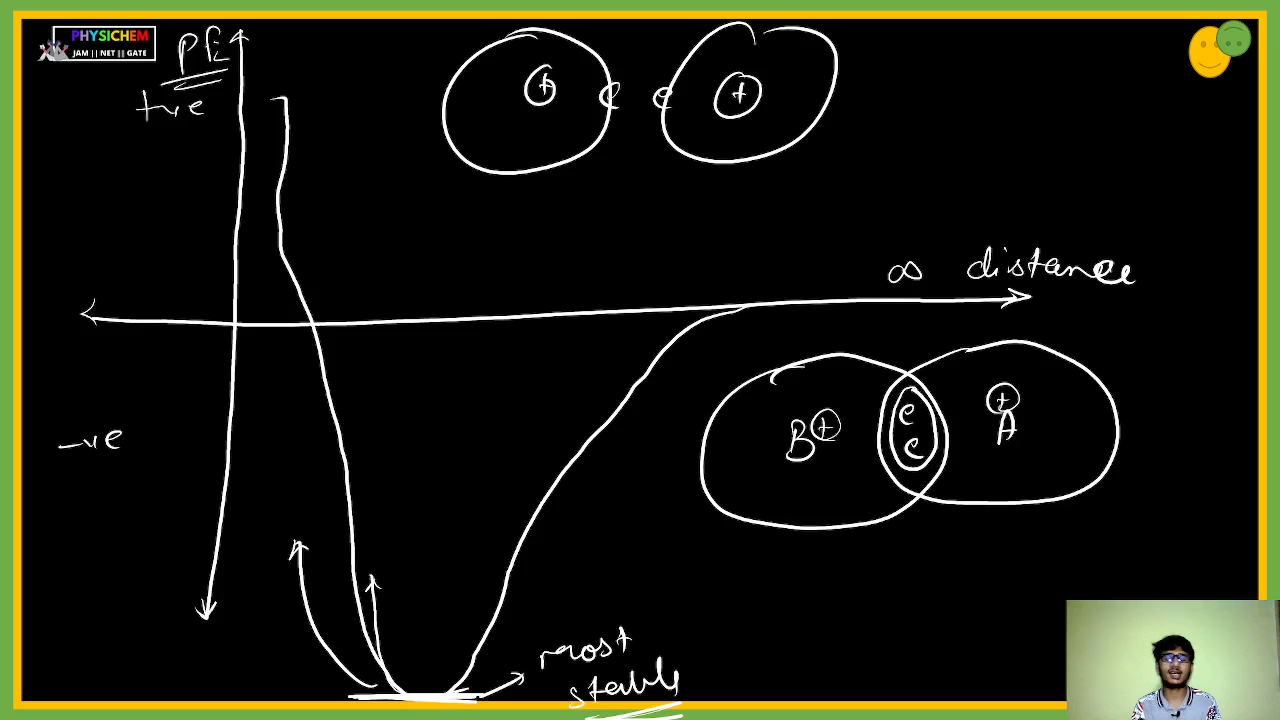 PHYSICHEM
JAM || NET || GATE
PE
+ve
+ e e +
∞ distance
B+ e e +A
-ve
most
stable